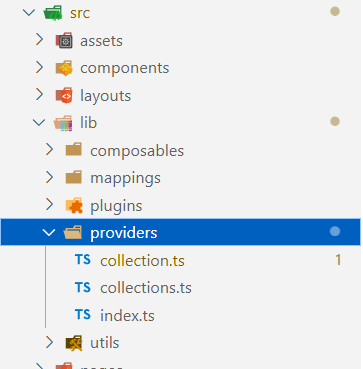 src
assets
components
layouts
lib
composables
mappings
plugins
providers
TS collection.ts 1
TS collections.ts
TS index.ts
utils